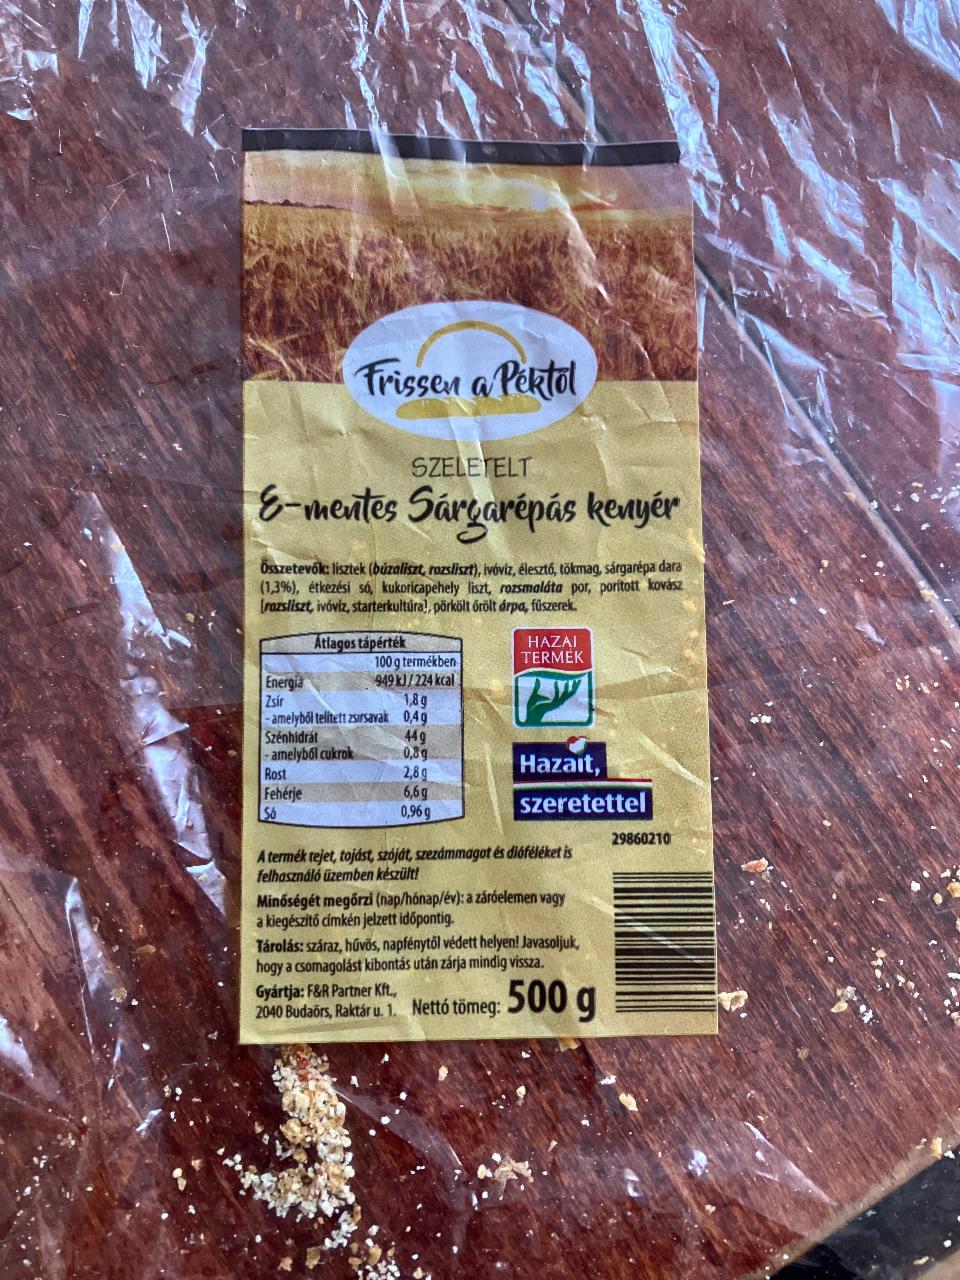 Frissen a Péktől
SZELETELT
E-mentes Sárgarépás kenyér
Összetevők: lisztek (búzaliszt, rozsliszt), ivóvíz, élesztő, tökmag, sárgarépa dara
(1,3%), étkezési só, kukoricapehely liszt, rozsmaláta por, porított kovász
[rozsliszt, ivóvíz, starterkultúra], pörkölt őrölt árpa, fűszerek.
Átlagos tápérték
100 g termékben
Energia 949 kJ / 224 kcal
Zsír 1,8 g
- amelyből telített zsírsavak 0,4 g
Szénhidrát 44 g
- amelyből cukrok 0,8 g
Rost 2,8 g
Fehérje 6,6 g
Só 0,96 g
HAZAI
TERMÉK
Hazait,
szeretettel
29860210
A termék tejet, tojást, szóját, szezámmagot és dióféléket is
felhasználó üzemben készült!
Minőségét megőrzi (nap/hónap/év): a záróelemen vagy
a kiegészítő címkén jelzett időpontig.
Tárolás: száraz, hűvös, napfénytől védett helyen! Javasoljuk,
hogy a csomagolást kibontás után zárja mindig vissza.
Gyártja: F&R Partner Kft.,
2040 Budaörs, Raktár u. 1. Nettó tömeg: 500 g